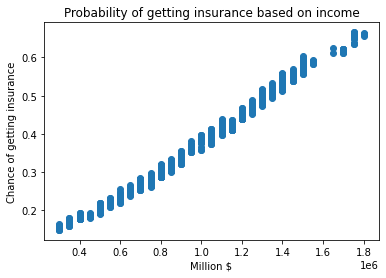 Probability of getting insurance based on income
Chance of getting insurance
0.6
0.5
0.4
0.3
0.2
0.4 0.6 0.8 1.0 1.2 1.4 1.6 1.8
1e6
Million $